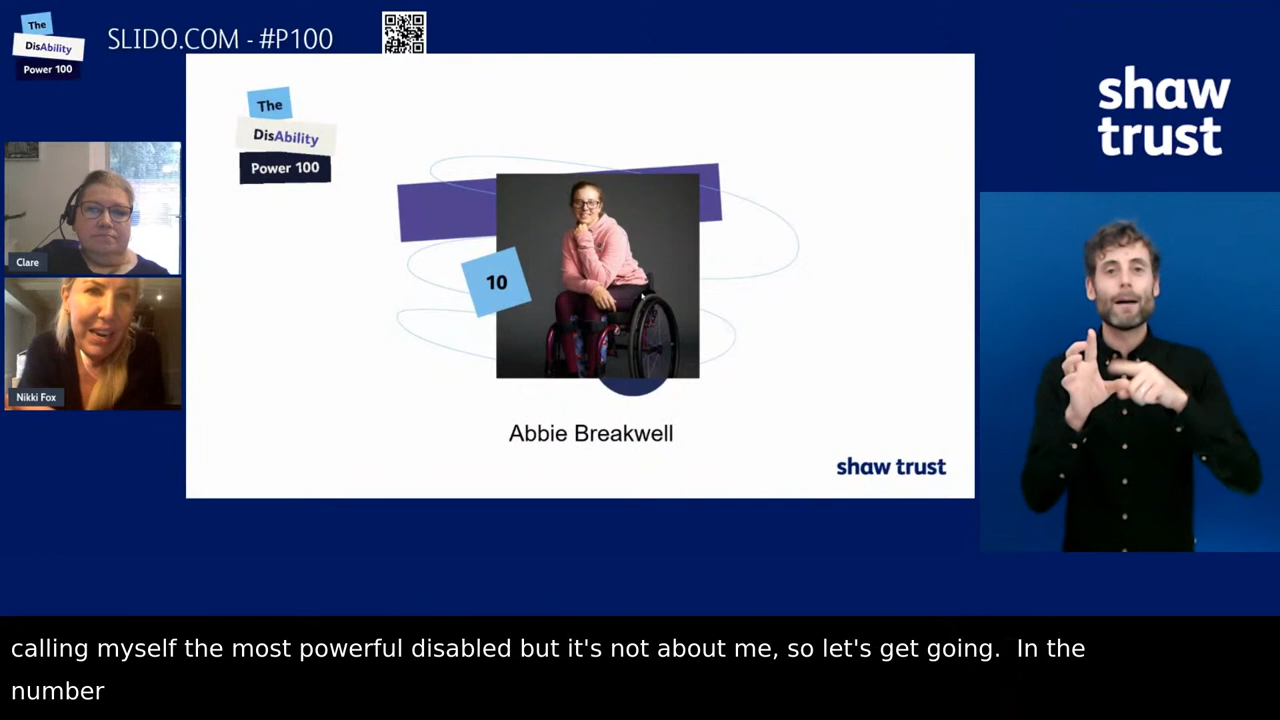 The
DisAbility
Power 100
SLIDO.COM - #P100
shaw
trust
The
DisAbility
Power 100
10
Abbie Breakwell
shaw trust
Clare
Nikki Fox
calling myself the most powerful disabled but it's not about me, so let's get going.  In the
number